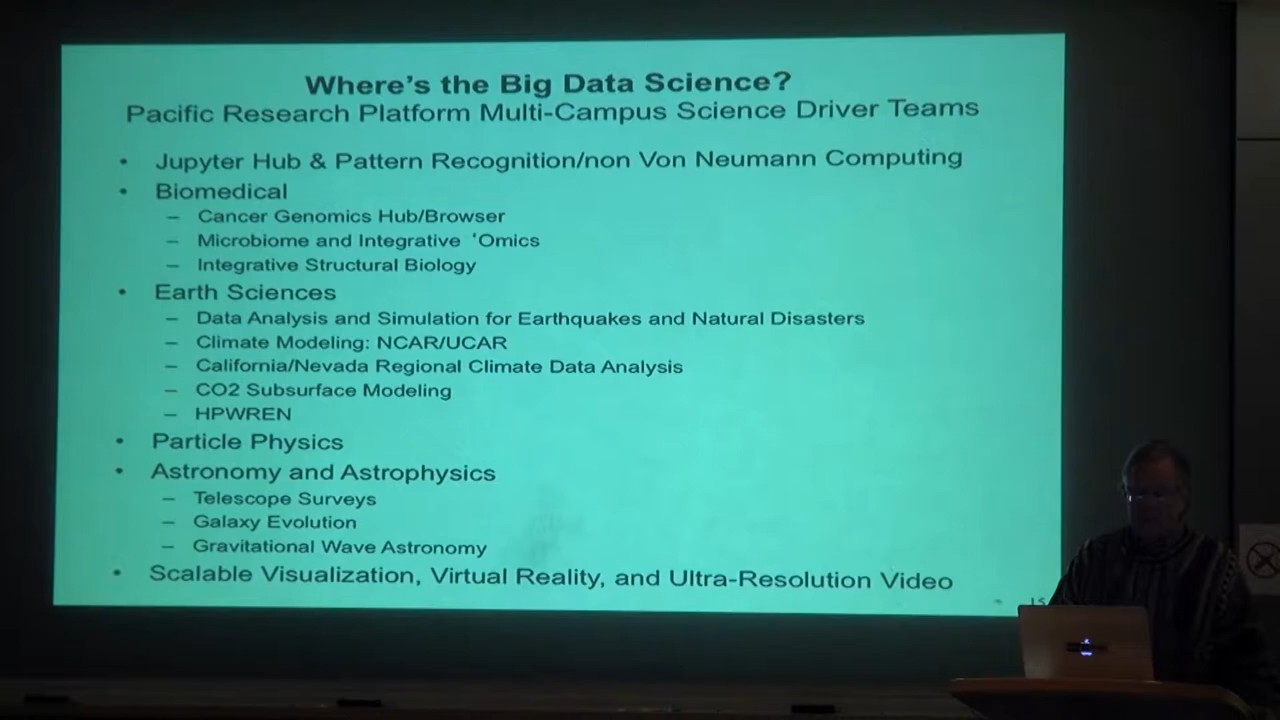 Where's the Big Data Science?
Pacific Research Platform Multi-Campus Science Driver Teams
• Jupyter Hub & Pattern Recognition/non Von Neumann Computing
• Biomedical
– Cancer Genomics Hub/Browser
– Microbiome and Integrative ‘Omics
– Integrative Structural Biology
• Earth Sciences
– Data Analysis and Simulation for Earthquakes and Natural Disasters
– Climate Modeling: NCAR/UCAR
– California/Nevada Regional Climate Data Analysis
– CO2 Subsurface Modeling
– HPWREN
• Particle Physics
• Astronomy and Astrophysics
– Telescope Surveys
– Galaxy Evolution
– Gravitational Wave Astronomy
• Scalable Visualization, Virtual Reality, and Ultra-Resolution Video
15